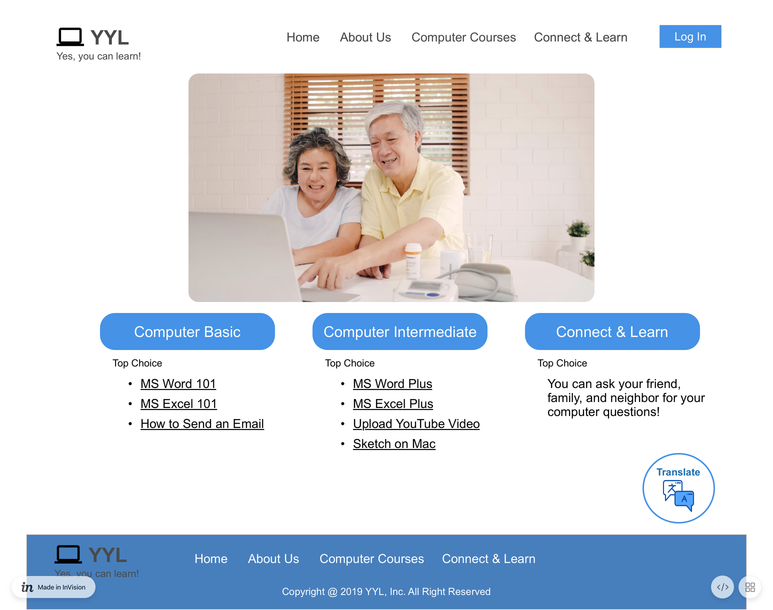 YYL
Yes, you can learn!
Home About Us Computer Courses Connect & Learn Log In
Computer Basic
Top Choice
• MS Word 101
• MS Excel 101
• How to Send an Email
Computer Intermediate
Top Choice
• MS Word Plus
• MS Excel Plus
• Upload YouTube Video
• Sketch on Mac
Connect & Learn
Top Choice
You can ask your friend,
family, and neighbor for your
computer questions!
Translate
文 A
YYL
Yes, you can learn!
Home About Us Computer Courses Connect & Learn
Copyright @ 2019 YYL, Inc. All Right Reserved
in Made in InVision
</>